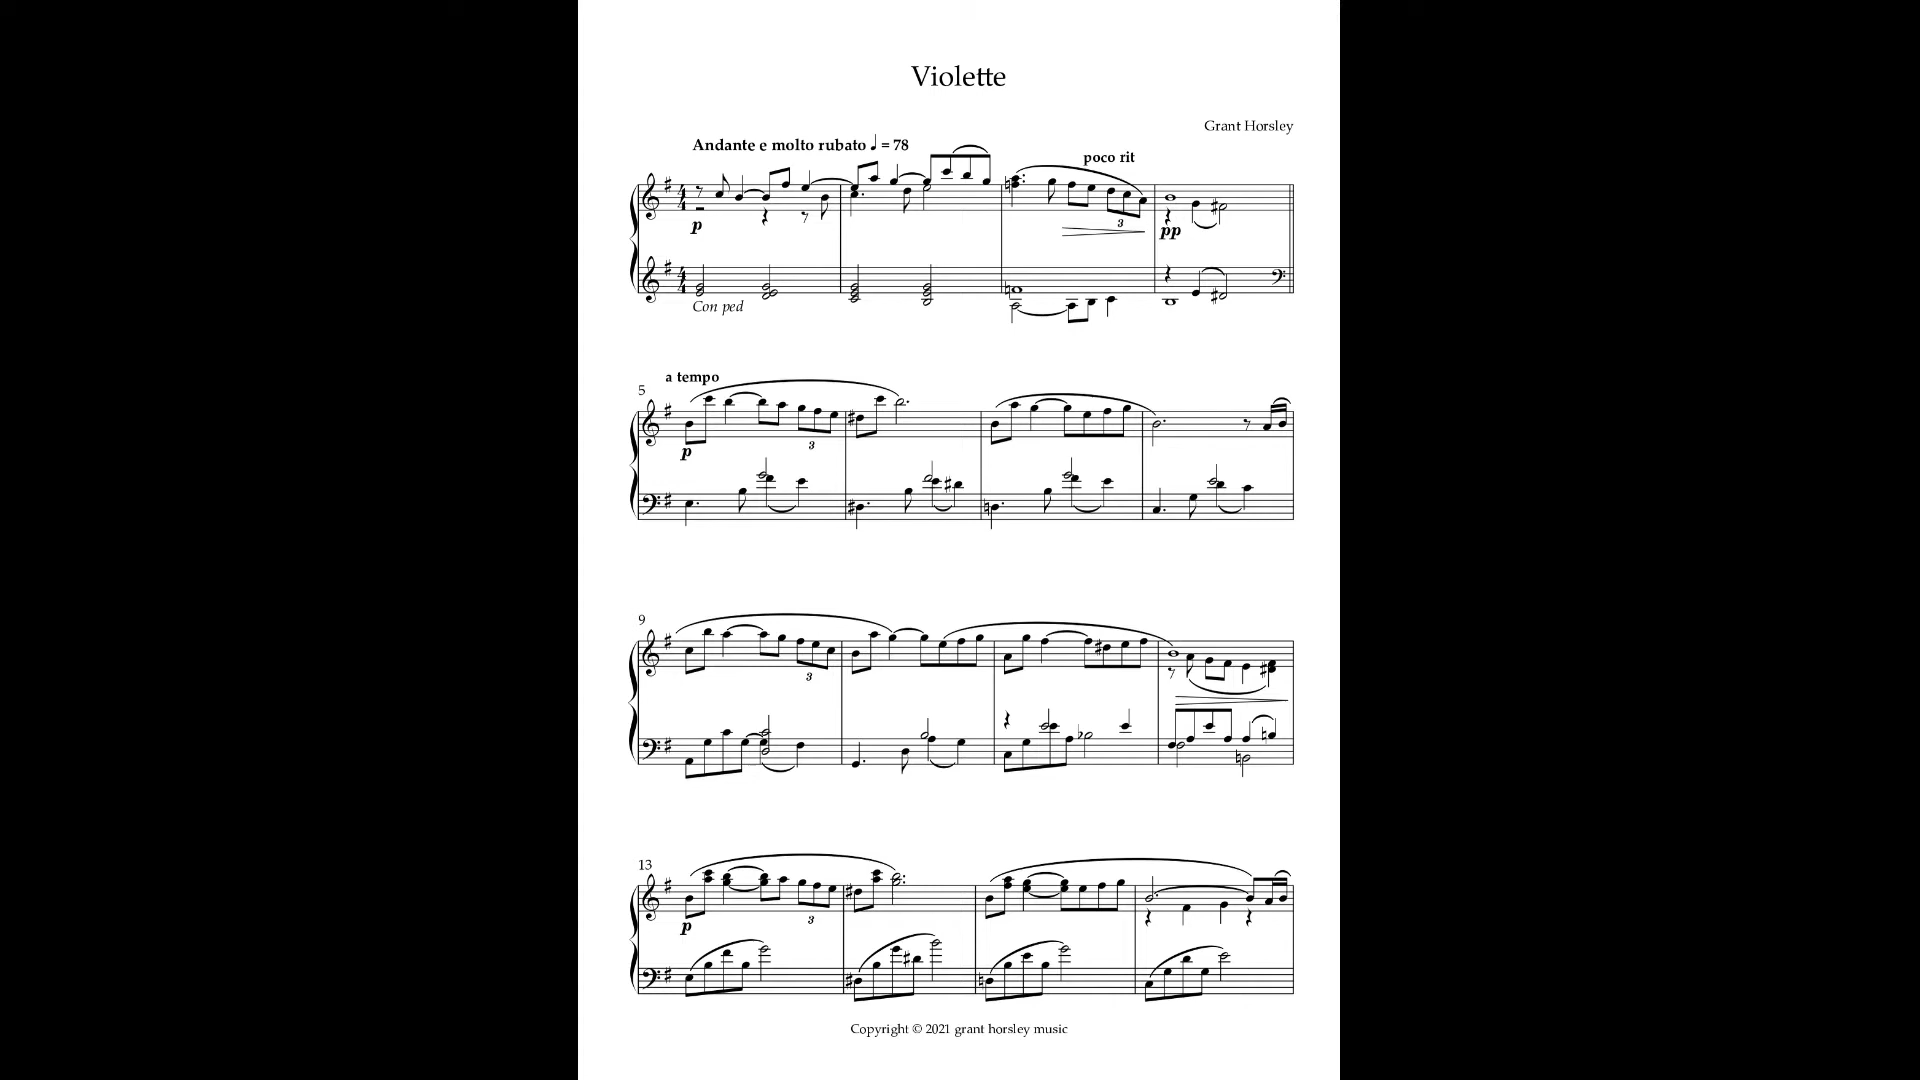 Violette
Grant Horsley
Andante e molto rubato ♩ = 78
poco rit
3
p
pp
Con ped
a tempo
5
3
p
9
3
13
3
p
Copyright © 2021 grant horsley music